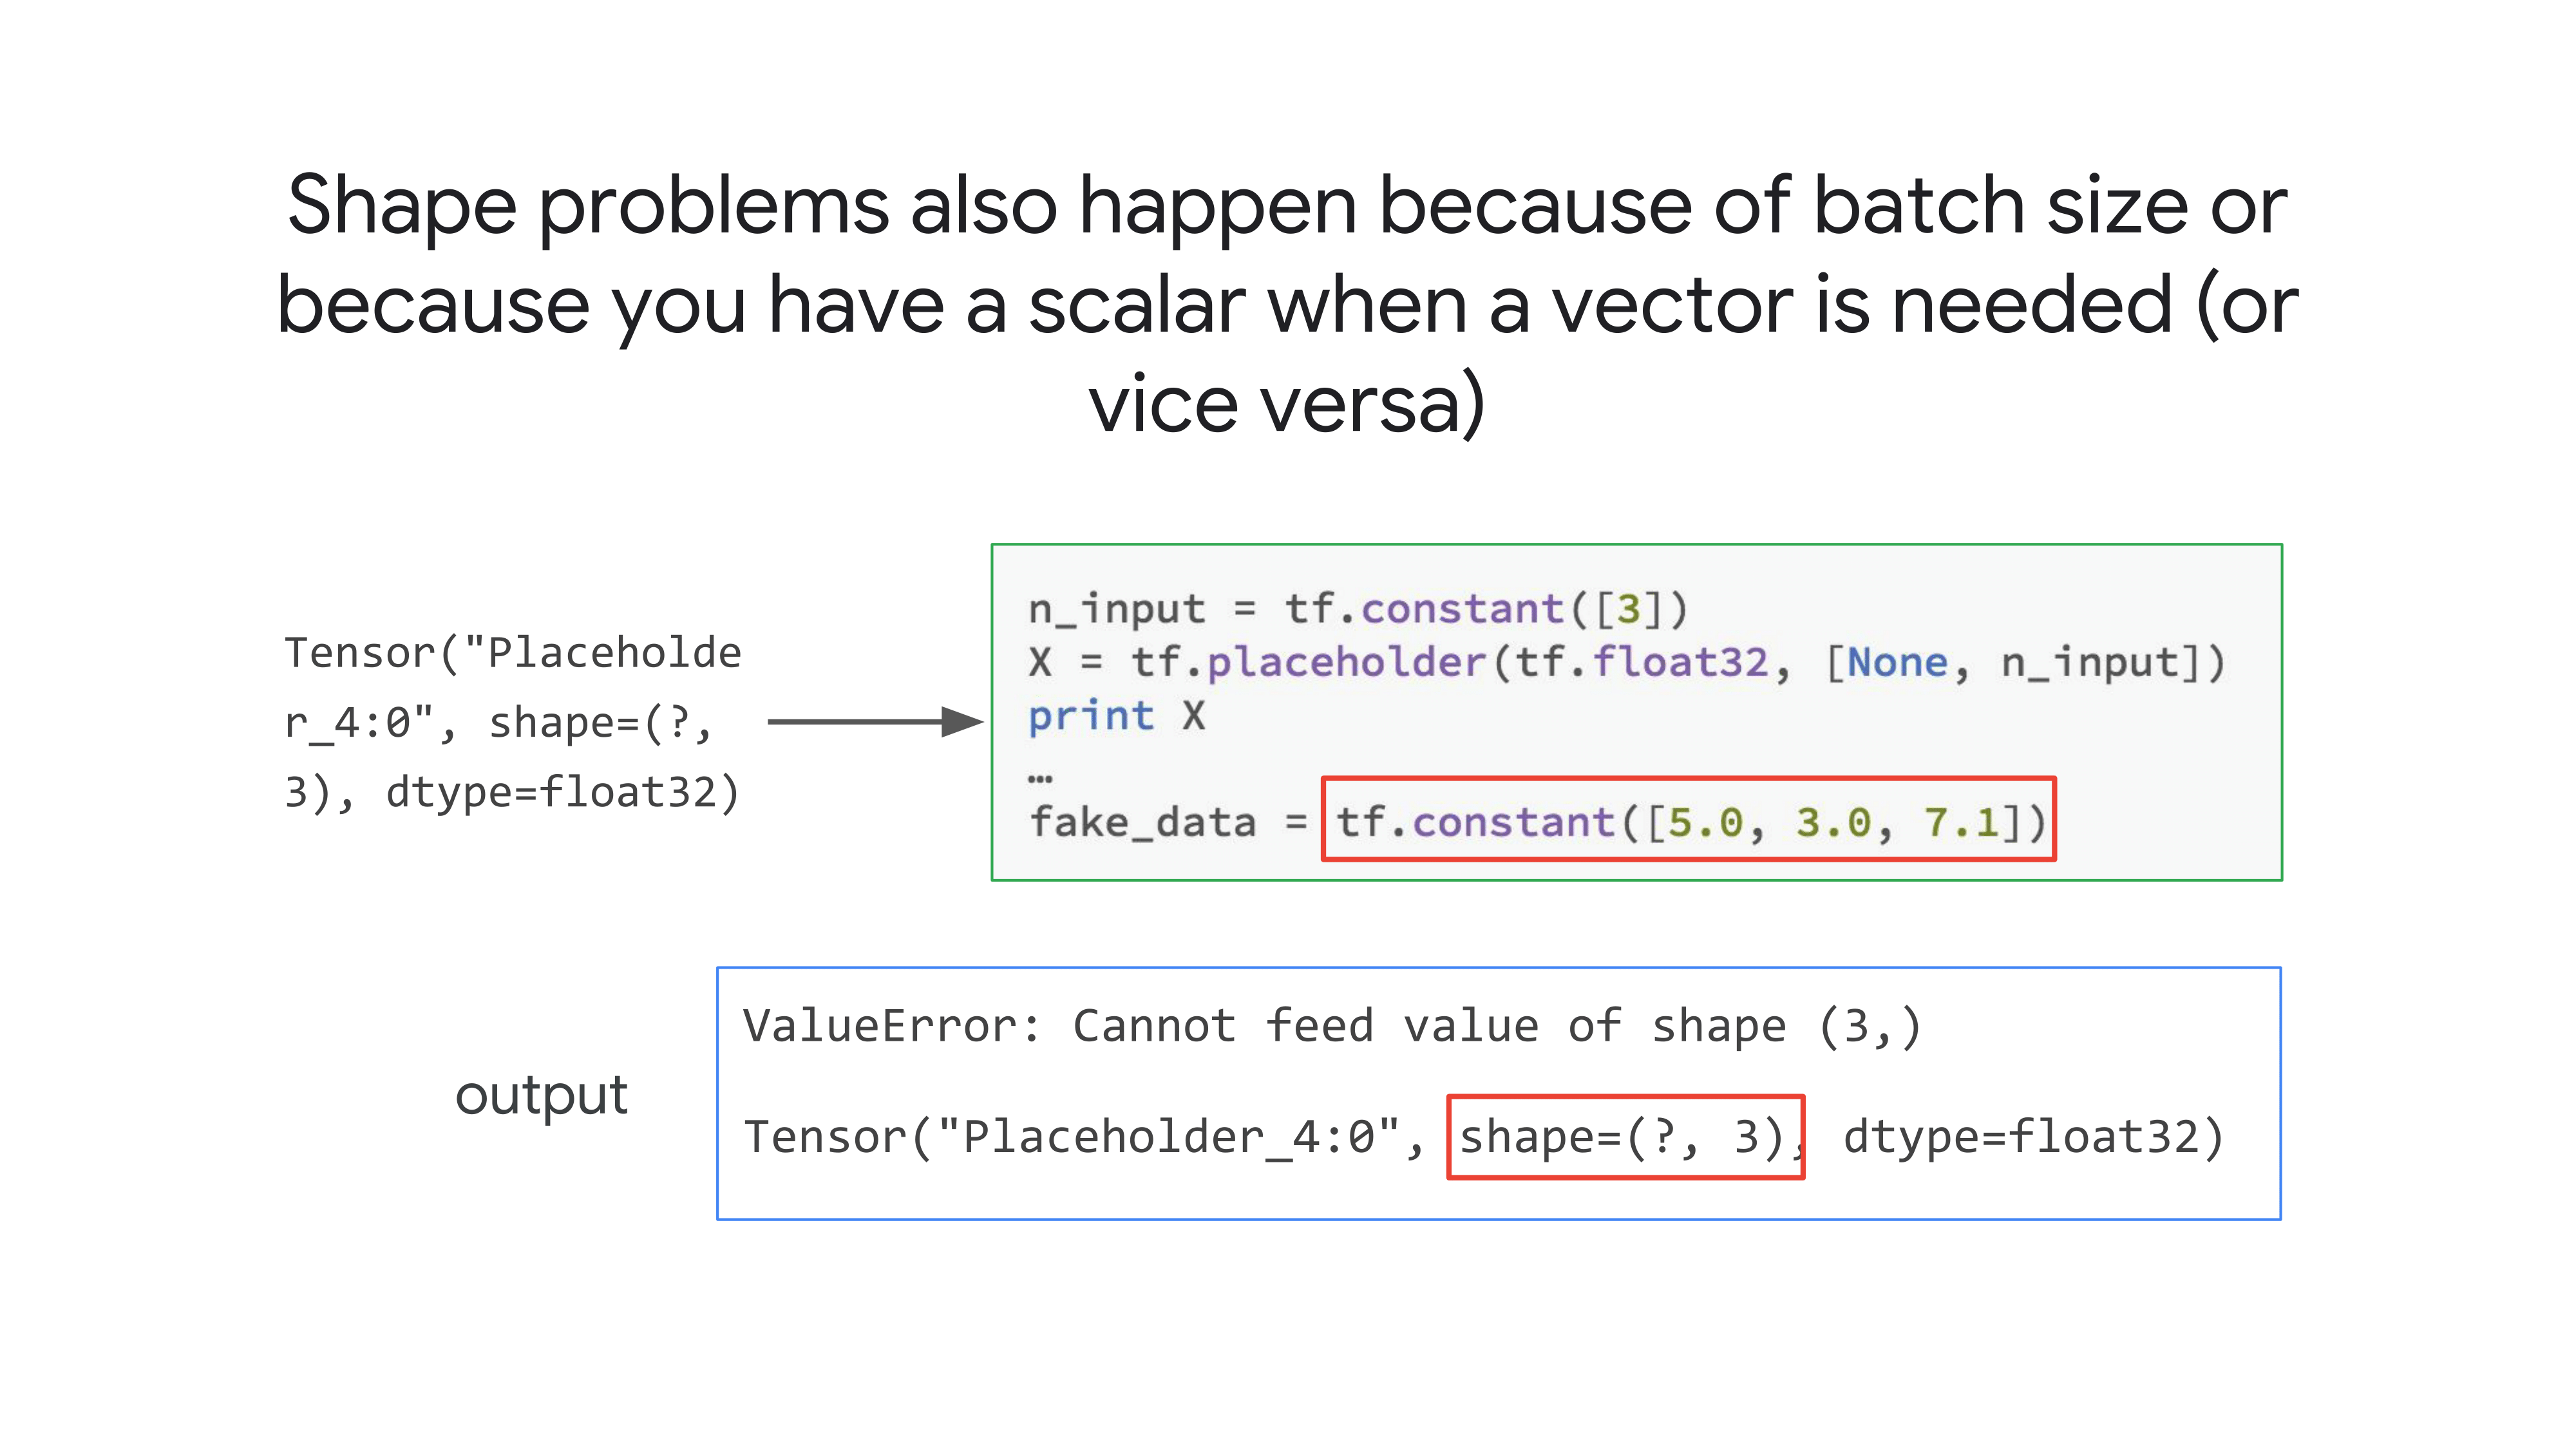 Shape problems also happen because of batch size or
because you have a scalar when a vector is needed (or
vice versa)
Tensor("Placeholde
r_4:0", shape=(?,
3), dtype=float32)
n_input = tf.constant([3])
X = tf.placeholder(tf.float32, [None, n_input])
print X
…
fake_data = tf.constant([5.0, 3.0, 7.1])
output
ValueError: Cannot feed value of shape (3,)
Tensor("Placeholder_4:0", shape=(?, 3), dtype=float32)